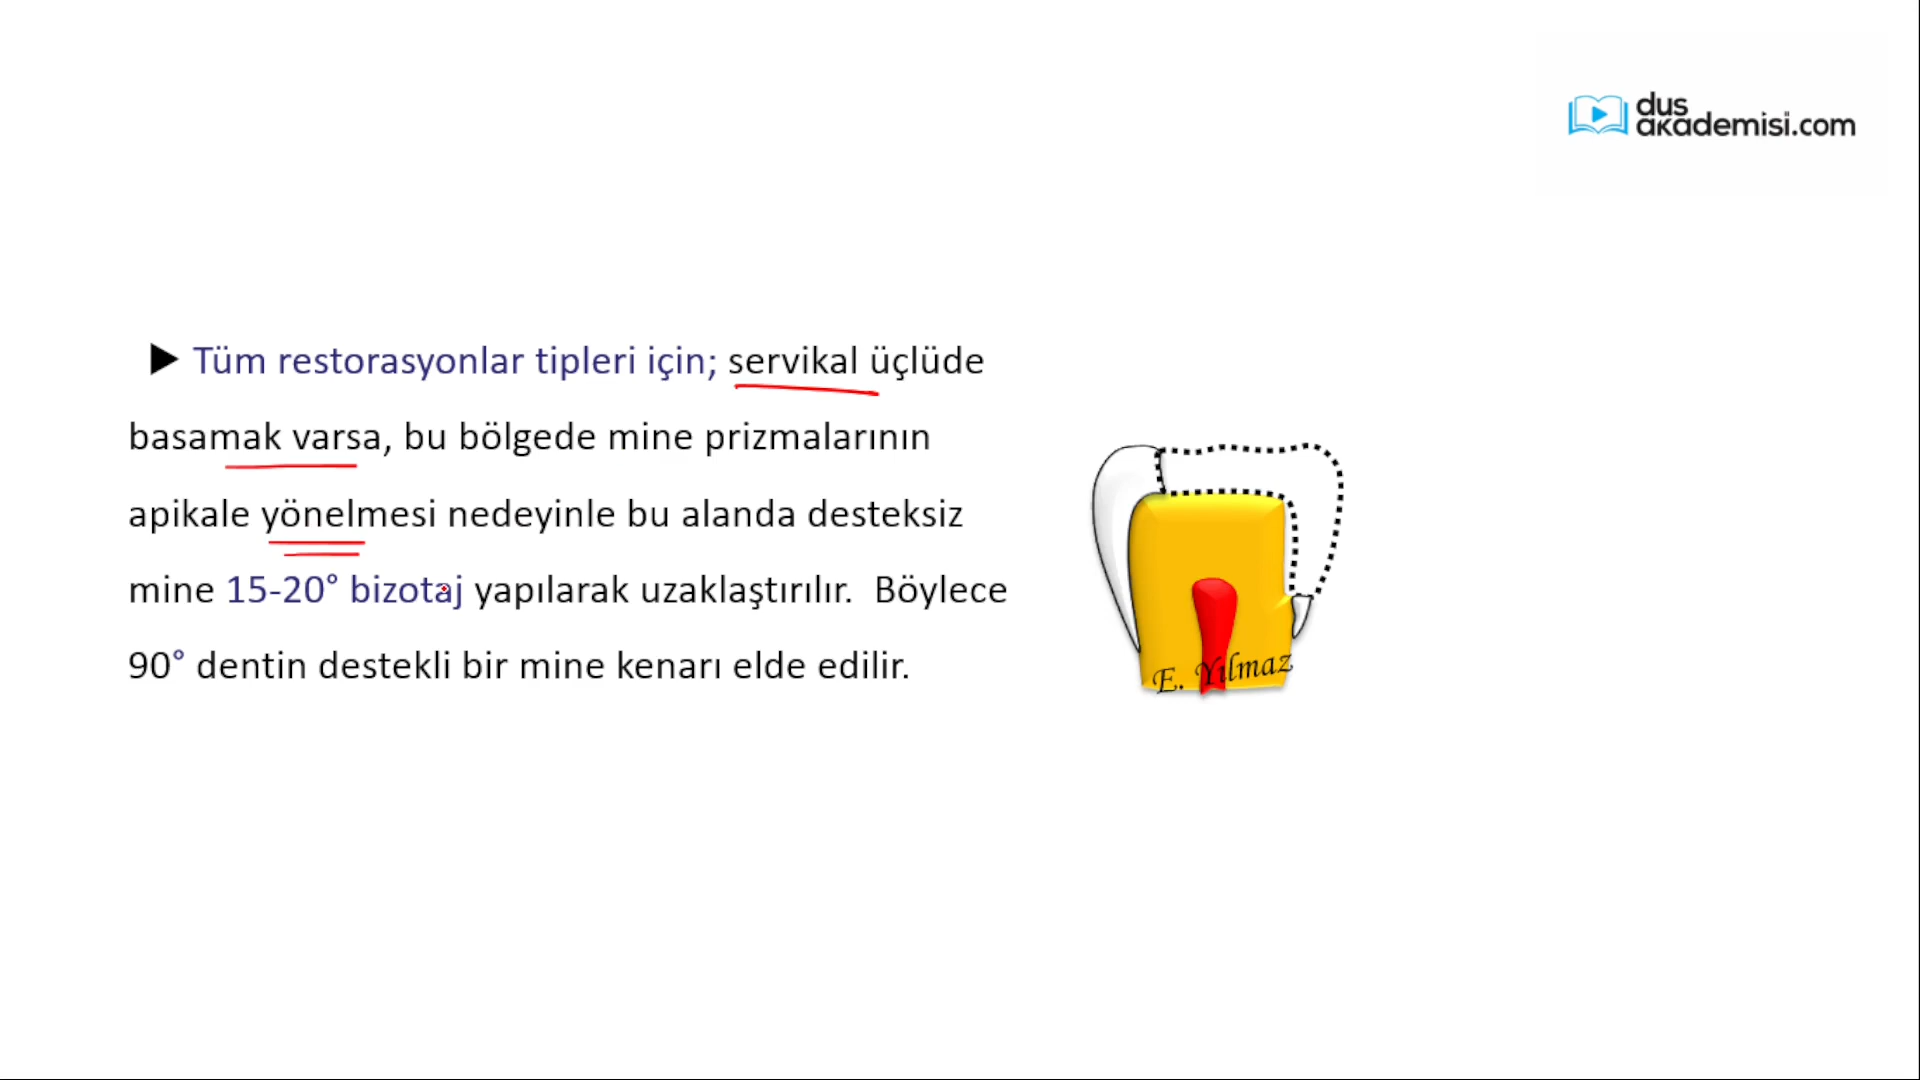 dus
akademisi.com
▶ Tüm restorasyonlar tipleri için; servikal üçlüde
basamak varsa, bu bölgede mine prizmalarının
apikale yönelmesi nedeyinle bu alanda desteksiz
mine 15-20° bizotaj yapılarak uzaklaştırılır. Böylece
90° dentin destekli bir mine kenarı elde edilir.
E. Yılmaz